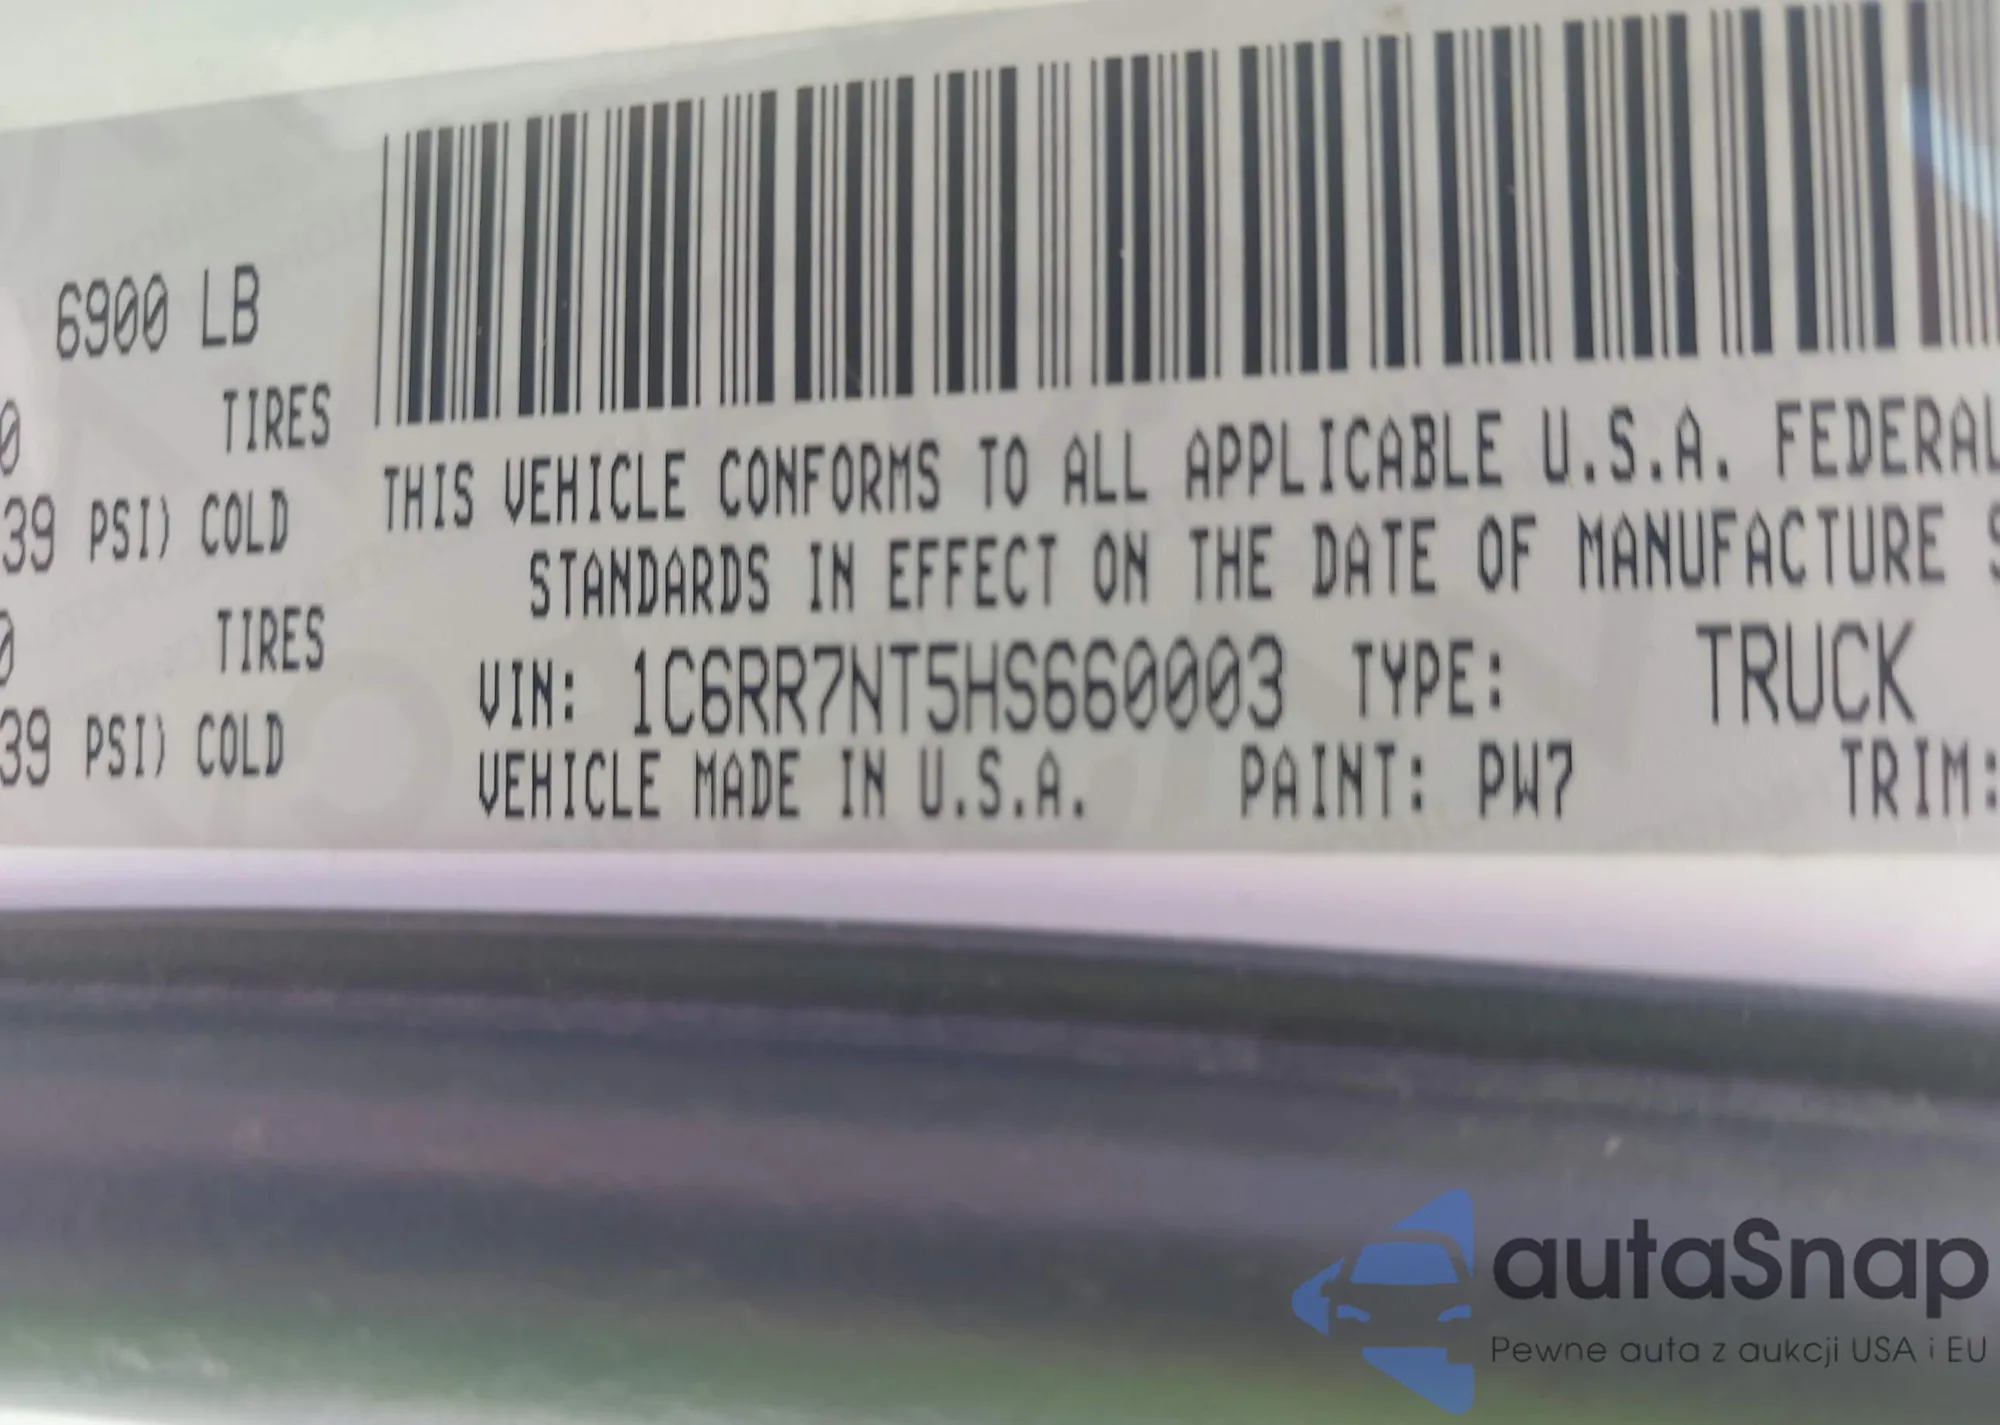 6900 LB
0 TIRES
39 PSI) COLD
0 TIRES
39 PSI) COLD
THIS VEHICLE CONFORMS TO ALL APPLICABLE U.S.A. FEDERAL
STANDARDS IN EFFECT ON THE DATE OF MANUFACTURE S
VIN: 1C6RR7NT5HS660003 TYPE: TRUCK
VEHICLE MADE IN U.S.A. PAINT: PW7 TRIM:
autaSnap
Pewne auta z aukcji USA i EU